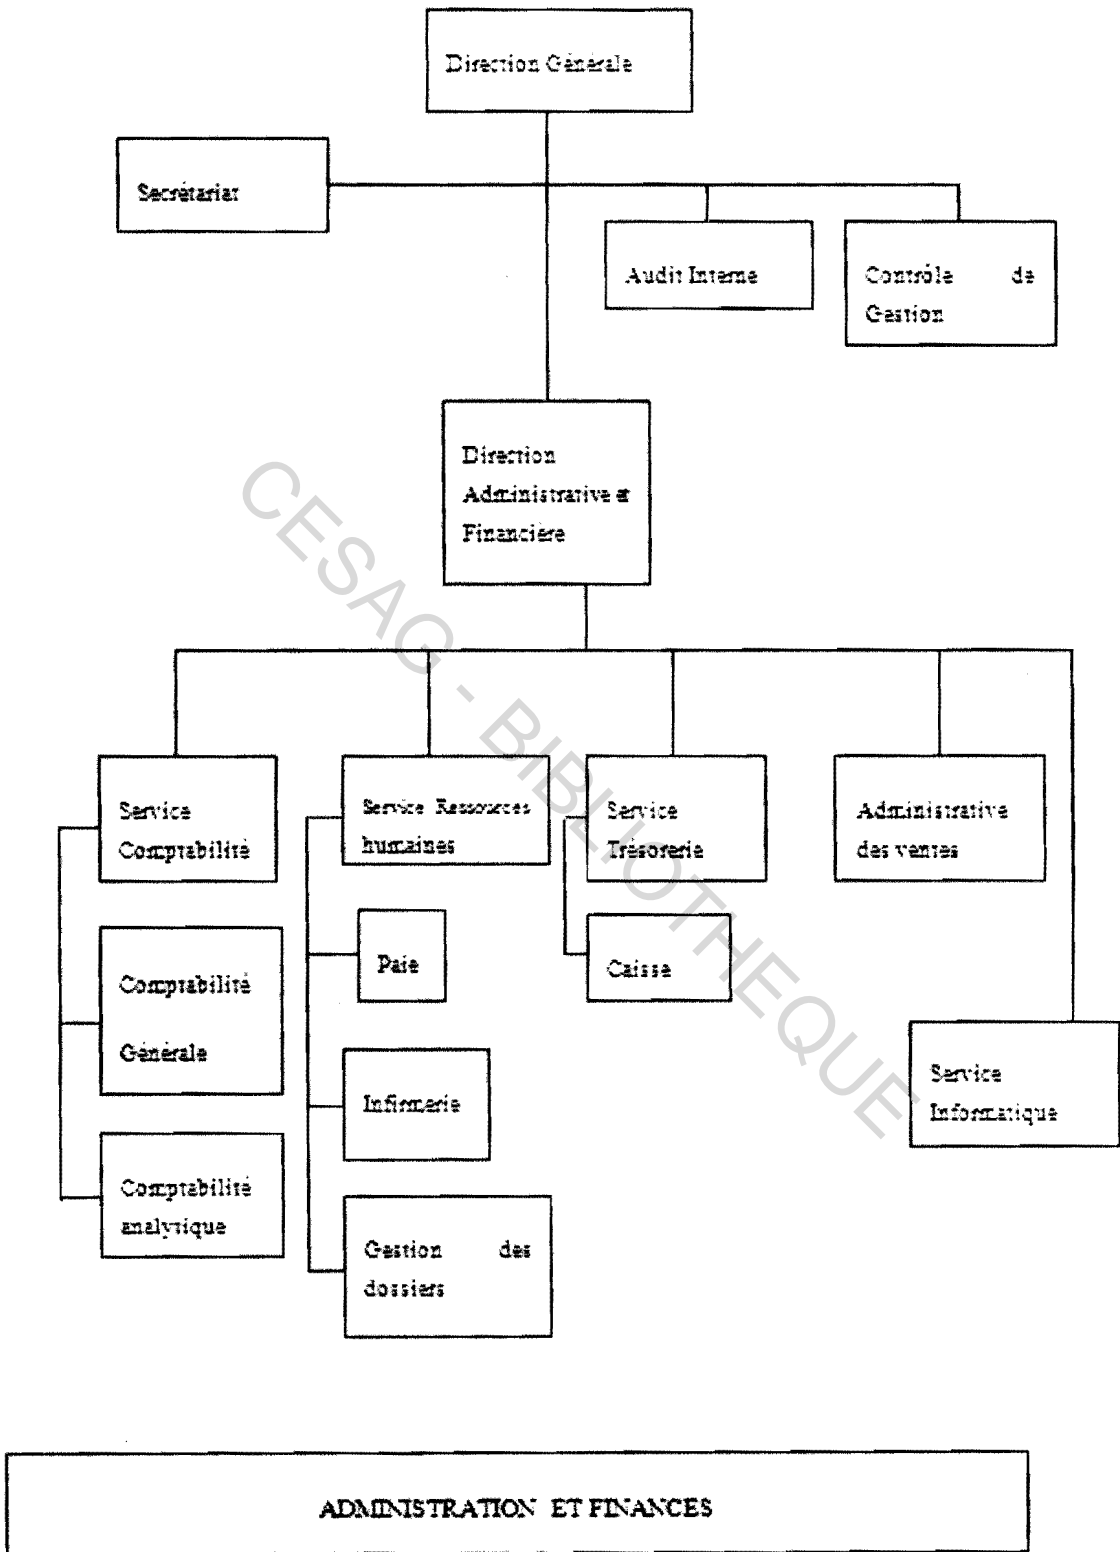 Direction Générale
Secrétariat
Audit Interne
Contrôle de
Gestion
Direction
Administrative et
Financière
Service
Comptabilité
Service Ressources
humaines
Service
Trésorerie
Administrative
des ventes
Comptabilité
Générale
Paie
Caisse
Infirmerie
Service
Informatique
Comptabilité
analytique
Gestion des
dossiers
CESAG - BIBLIOTHEQUE
ADMINISTRATION ET FINANCES